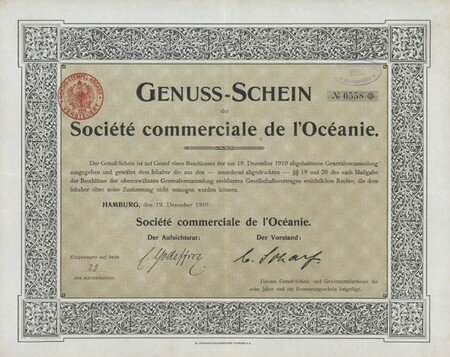 GENUSS-SCHEIN
№ 0558
der
Société commerciale de l'Océanie.
Der Genuß-Schein ist auf Grund eines Beschlusses der am 19. Dezember 1910 abgehaltenen Generalversammlung
ausgegeben und gewährt dem Inhaber die aus den — umstehend abgedruckten — §§ 19 und 20 des nach Maßgabe
der Beschlüsse der obenerwähnten Generalversammlung revidierten Gesellschaftsvertrages ersichtlichen Rechte, die dem
Inhaber ohne seine Zustimmung nicht entzogen werden können.
HAMBURG, den 19. Dezember 1910.
Société commerciale de l'Océanie.
Der Aufsichtsrat: Der Vorstand:
Eingetragen auf Seite
23
des Aktienbuches.
Diesem Genuß-Schein sind Gewinnanteilscheine für
zehn Jahre und ein Erneuerungsschein beigefügt.